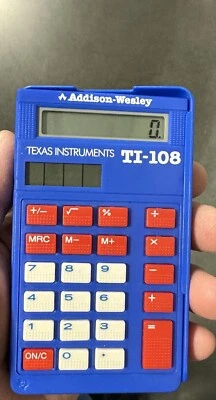 Addison-Wesley
0.
TEXAS INSTRUMENTS TI-108
+/− √ % ÷
MRC M− M+ ×
7 8 9 −
4 5 6 +
1 2 3
ON/C 0 · =